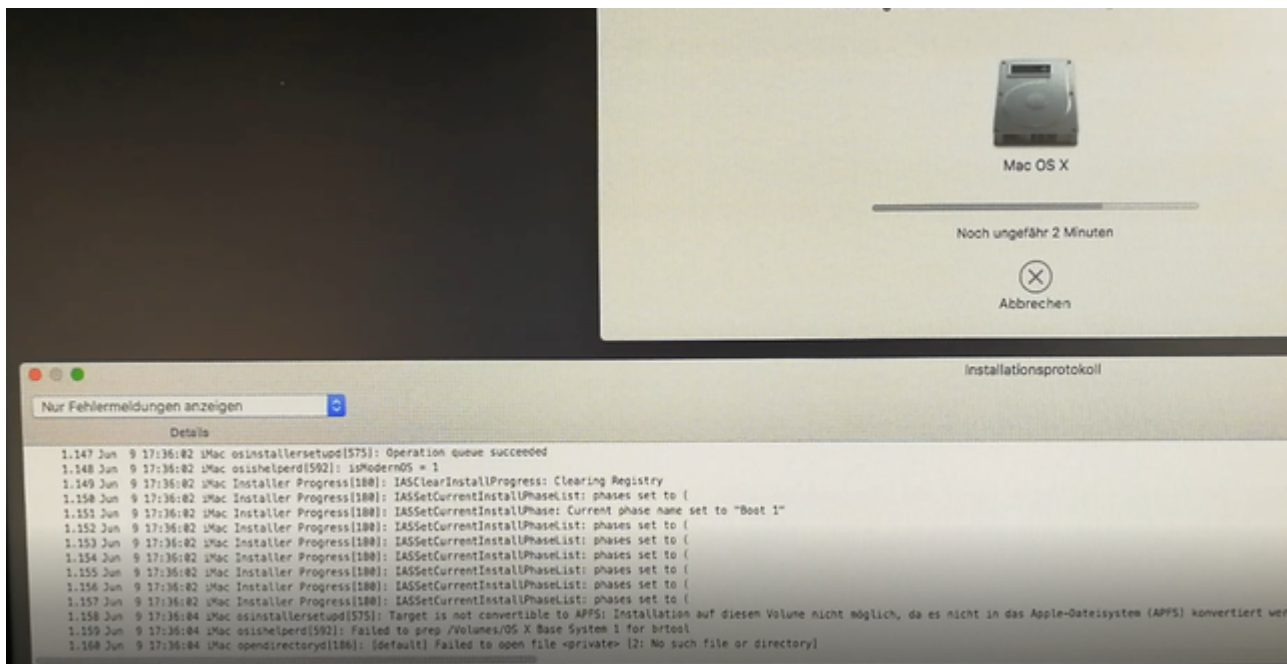 Mac OS X
Noch ungefähr 2 Minuten
Abbrechen
Installationsprotokoll
Nur Fehlermeldungen anzeigen
Details
1.147 Jun 9 17:36:02 iMac osinstallersetupd[575]: Operation queue succeeded
1.148 Jun 9 17:36:02 iMac osishelperd[592]: isModernOS = 1
1.149 Jun 9 17:36:02 iMac Installer Progress[180]: IASClearInstallProgress: Clearing Registry
1.150 Jun 9 17:36:02 iMac Installer Progress[180]: IASSetCurrentInstallPhaseList: phases set to (
1.151 Jun 9 17:36:02 iMac Installer Progress[180]: IASSetCurrentInstallPhase: Current phase name set to "Boot 1"
1.152 Jun 9 17:36:02 iMac Installer Progress[180]: IASSetCurrentInstallPhaseList: phases set to (
1.153 Jun 9 17:36:02 iMac Installer Progress[180]: IASSetCurrentInstallPhaseList: phases set to (
1.154 Jun 9 17:36:02 iMac Installer Progress[180]: IASSetCurrentInstallPhaseList: phases set to (
1.155 Jun 9 17:36:02 iMac Installer Progress[180]: IASSetCurrentInstallPhaseList: phases set to (
1.156 Jun 9 17:36:02 iMac Installer Progress[180]: IASSetCurrentInstallPhaseList: phases set to (
1.157 Jun 9 17:36:02 iMac Installer Progress[180]: IASSetCurrentInstallPhaseList: phases set to (
1.158 Jun 9 17:36:04 iMac osinstallersetupd[575]: Target is not convertible to APFS: Installation auf diesem Volume nicht möglich, da es nicht in das Apple-Dateisystem (APFS) konvertiert we
1.159 Jun 9 17:36:04 iMac osishelperd[592]: Failed to prep /Volumes/OS X Base System 1 for brtool
1.160 Jun 9 17:36:04 iMac opendirectoryd[186]: [default] Failed to open file <private> [2: No such file or directory]